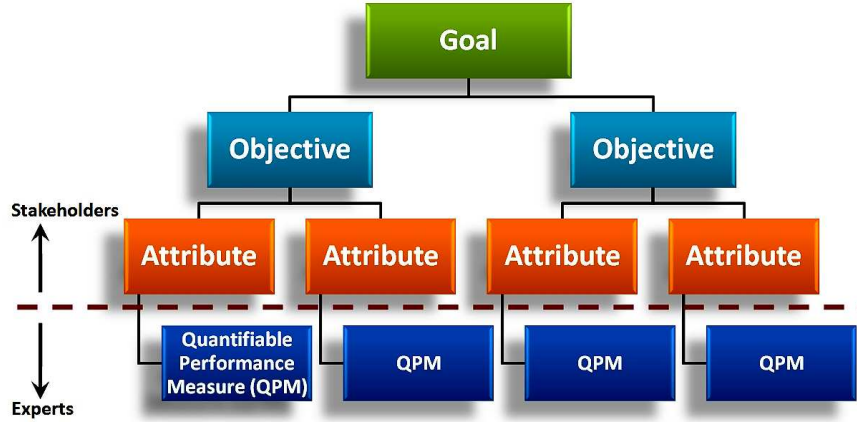 Goal
Objective
Objective
Stakeholders
Attribute
Attribute
Attribute
Attribute
Quantifiable
Performance
Measure (QPM)
QPM
QPM
QPM
Experts